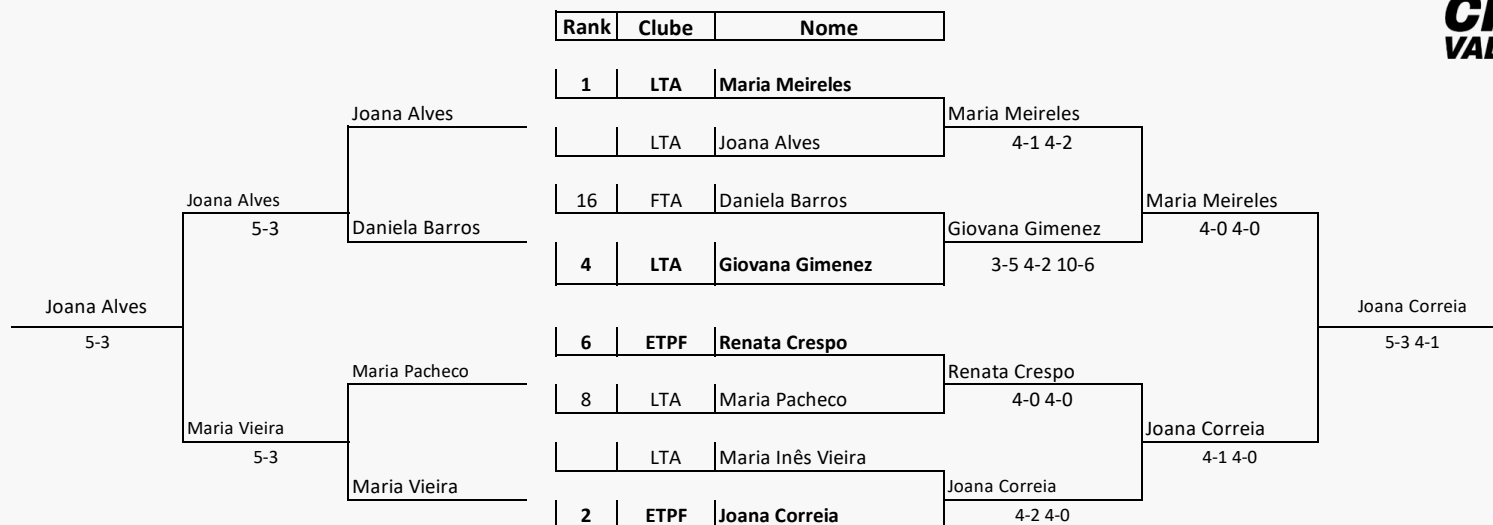 Rank Clube Nome
1 LTA Maria Meireles
Joana Alves Maria Meireles
LTA Joana Alves 4-1 4-2
Joana Alves 16 FTA Daniela Barros Maria Meireles
5-3 Daniela Barros Giovana Gimenez 4-0 4-0
4 LTA Giovana Gimenez 3-5 4-2 10-6
Joana Alves Joana Correia
5-3 6 ETPF Renata Crespo 5-3 4-1
Maria Pacheco Renata Crespo
8 LTA Maria Pacheco 4-0 4-0
Maria Vieira Joana Correia
5-3 LTA Maria Inês Vieira 4-1 4-0
Maria Vieira Joana Correia
2 ETPF Joana Correia 4-2 4-0